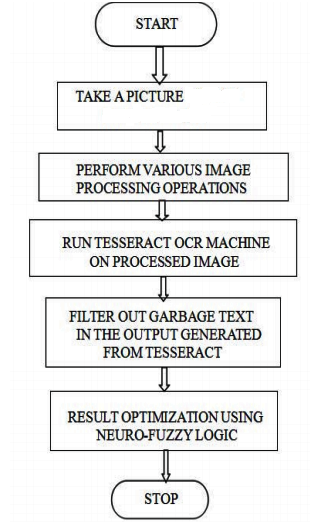 START
TAKE A PICTURE
PERFORM VARIOUS IMAGE
PROCESSING OPERATIONS
RUN TESSERACT OCR MACHINE
ON PROCESSED IMAGE
FILTER OUT GARBAGE TEXT
IN THE OUTPUT GENERATED
FROM TESSERACT
RESULT OPTIMIZATION USING
NEURO-FUZZY LOGIC
STOP